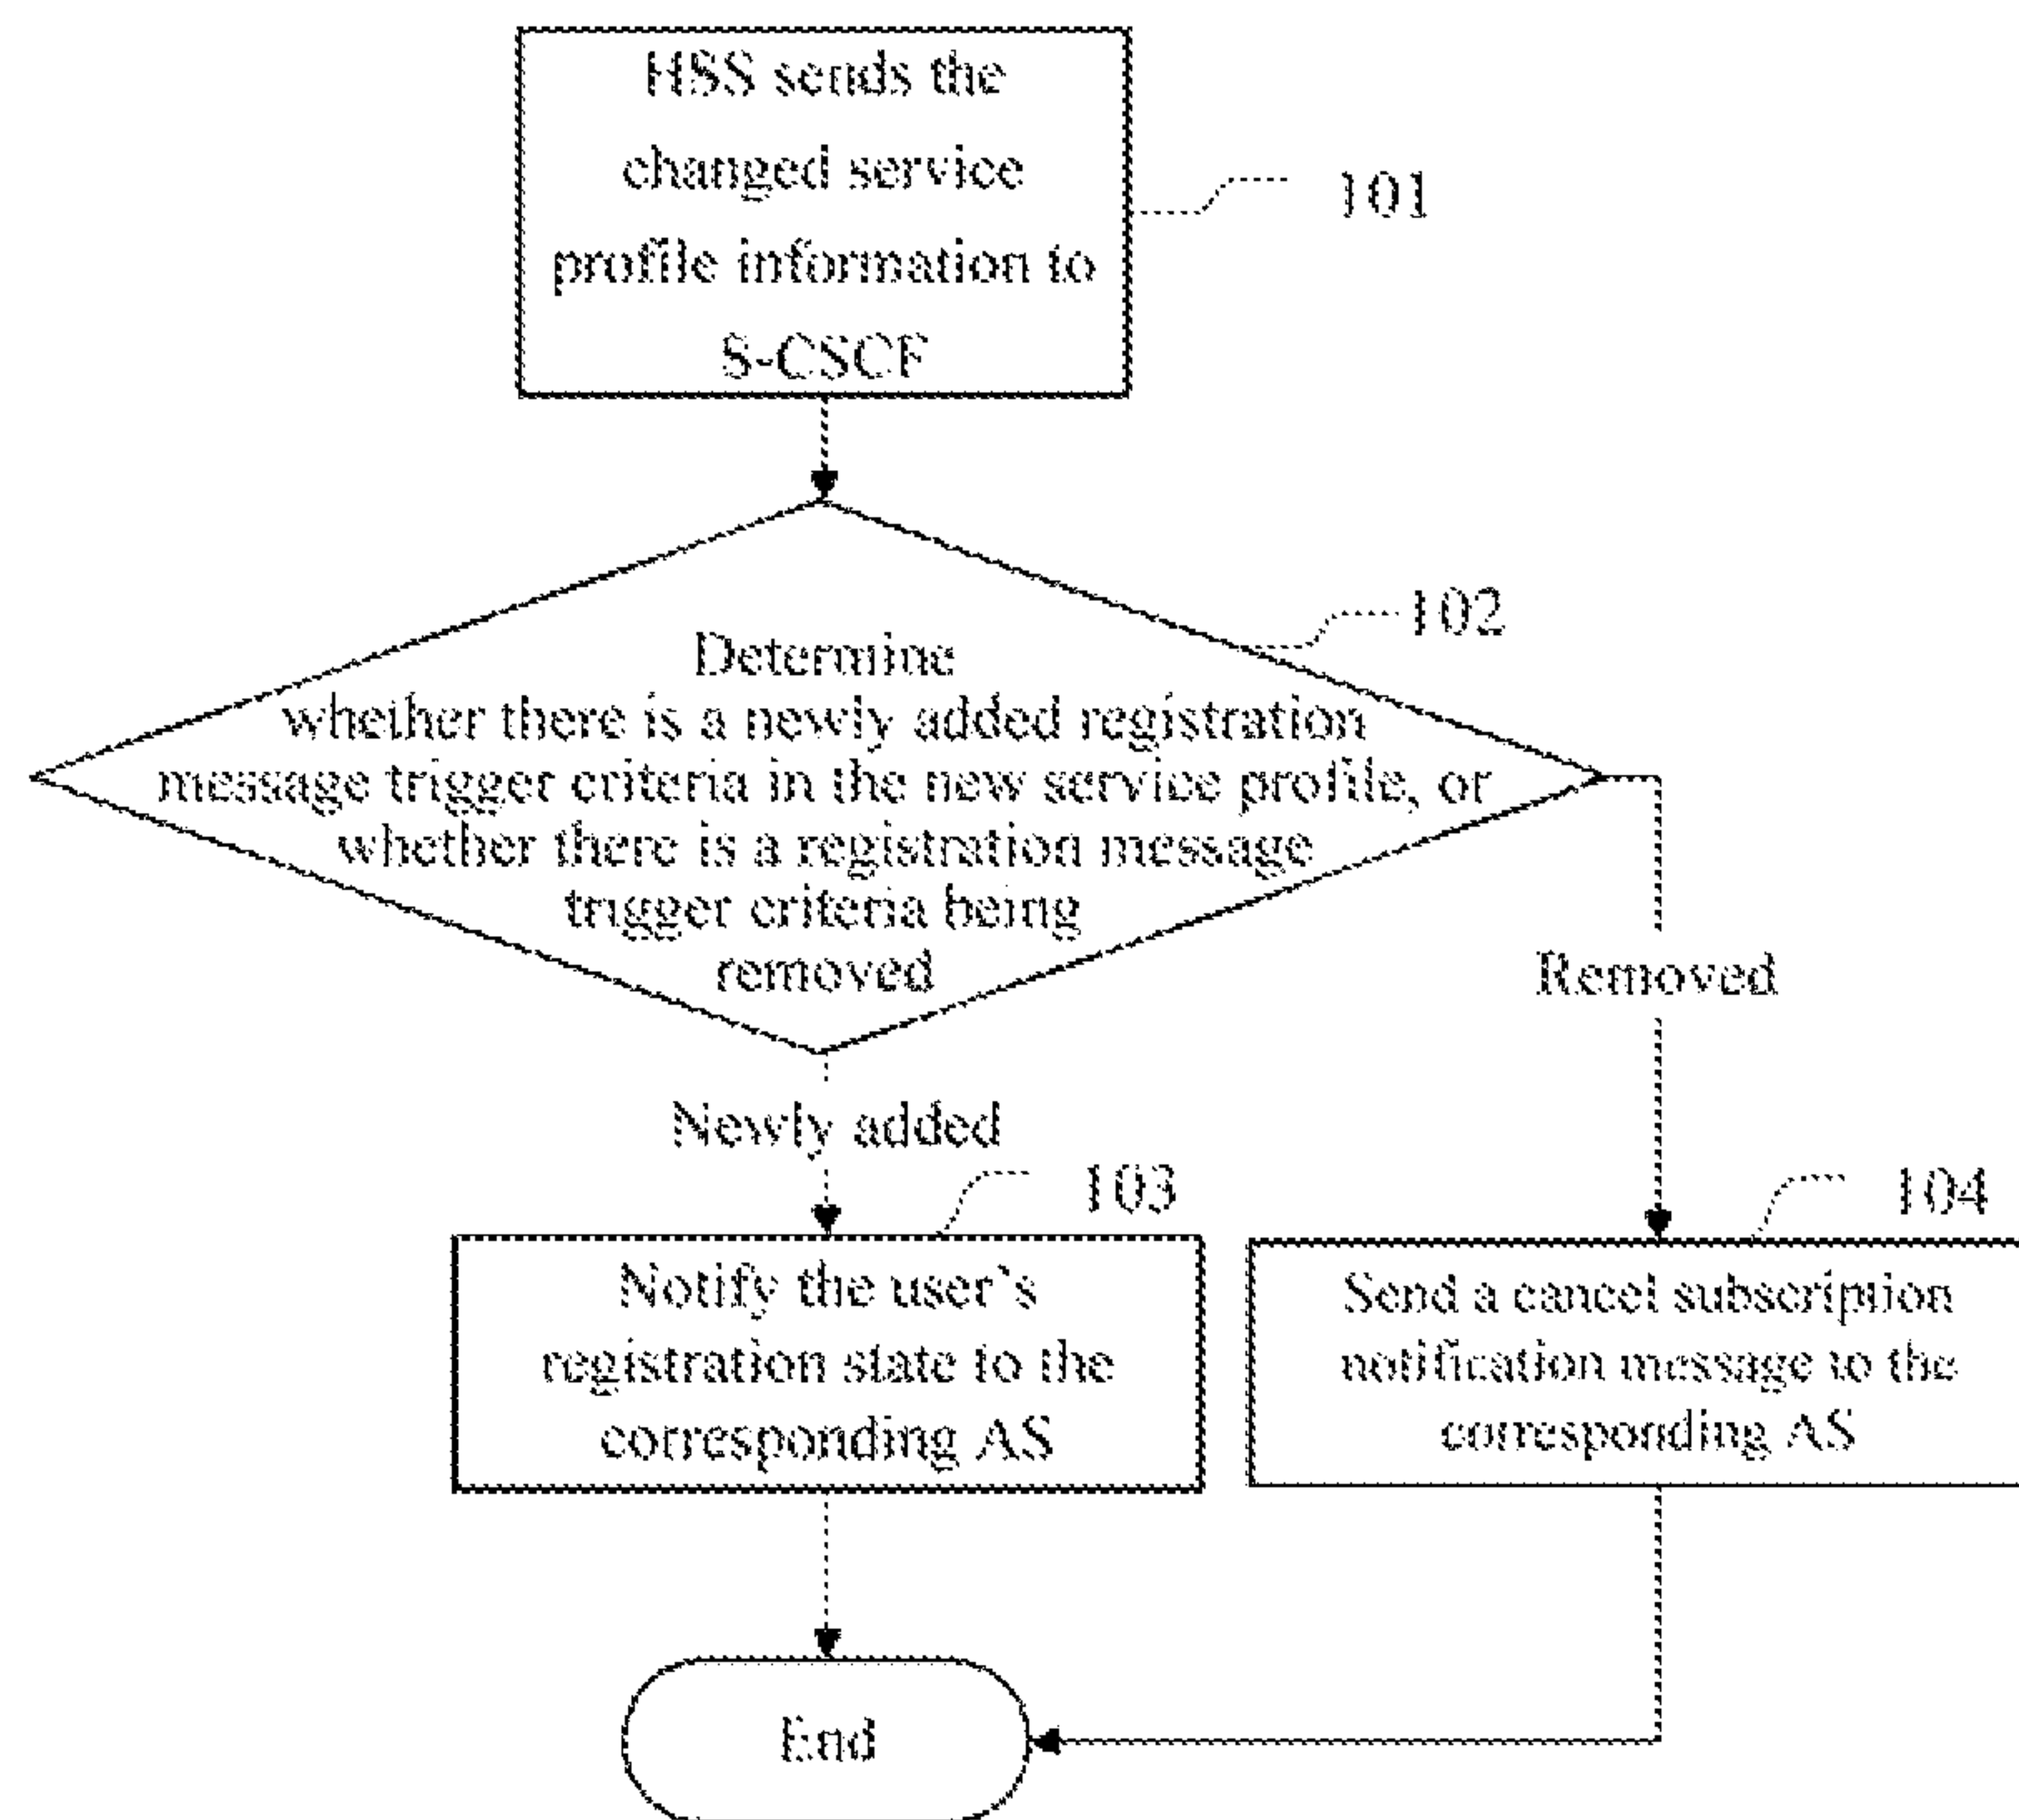 HSS sends the
changed service
profile information to
S-CSCF
101
102
Determine
whether there is a newly added registration
message trigger criteria in the new service profile, or
whether there is a registration message
trigger criteria being
removed
Removed
Newly added
103
104
Notify the user's
registration state to the
corresponding AS
Send a cancel subscription
notification message to the
corresponding AS
End